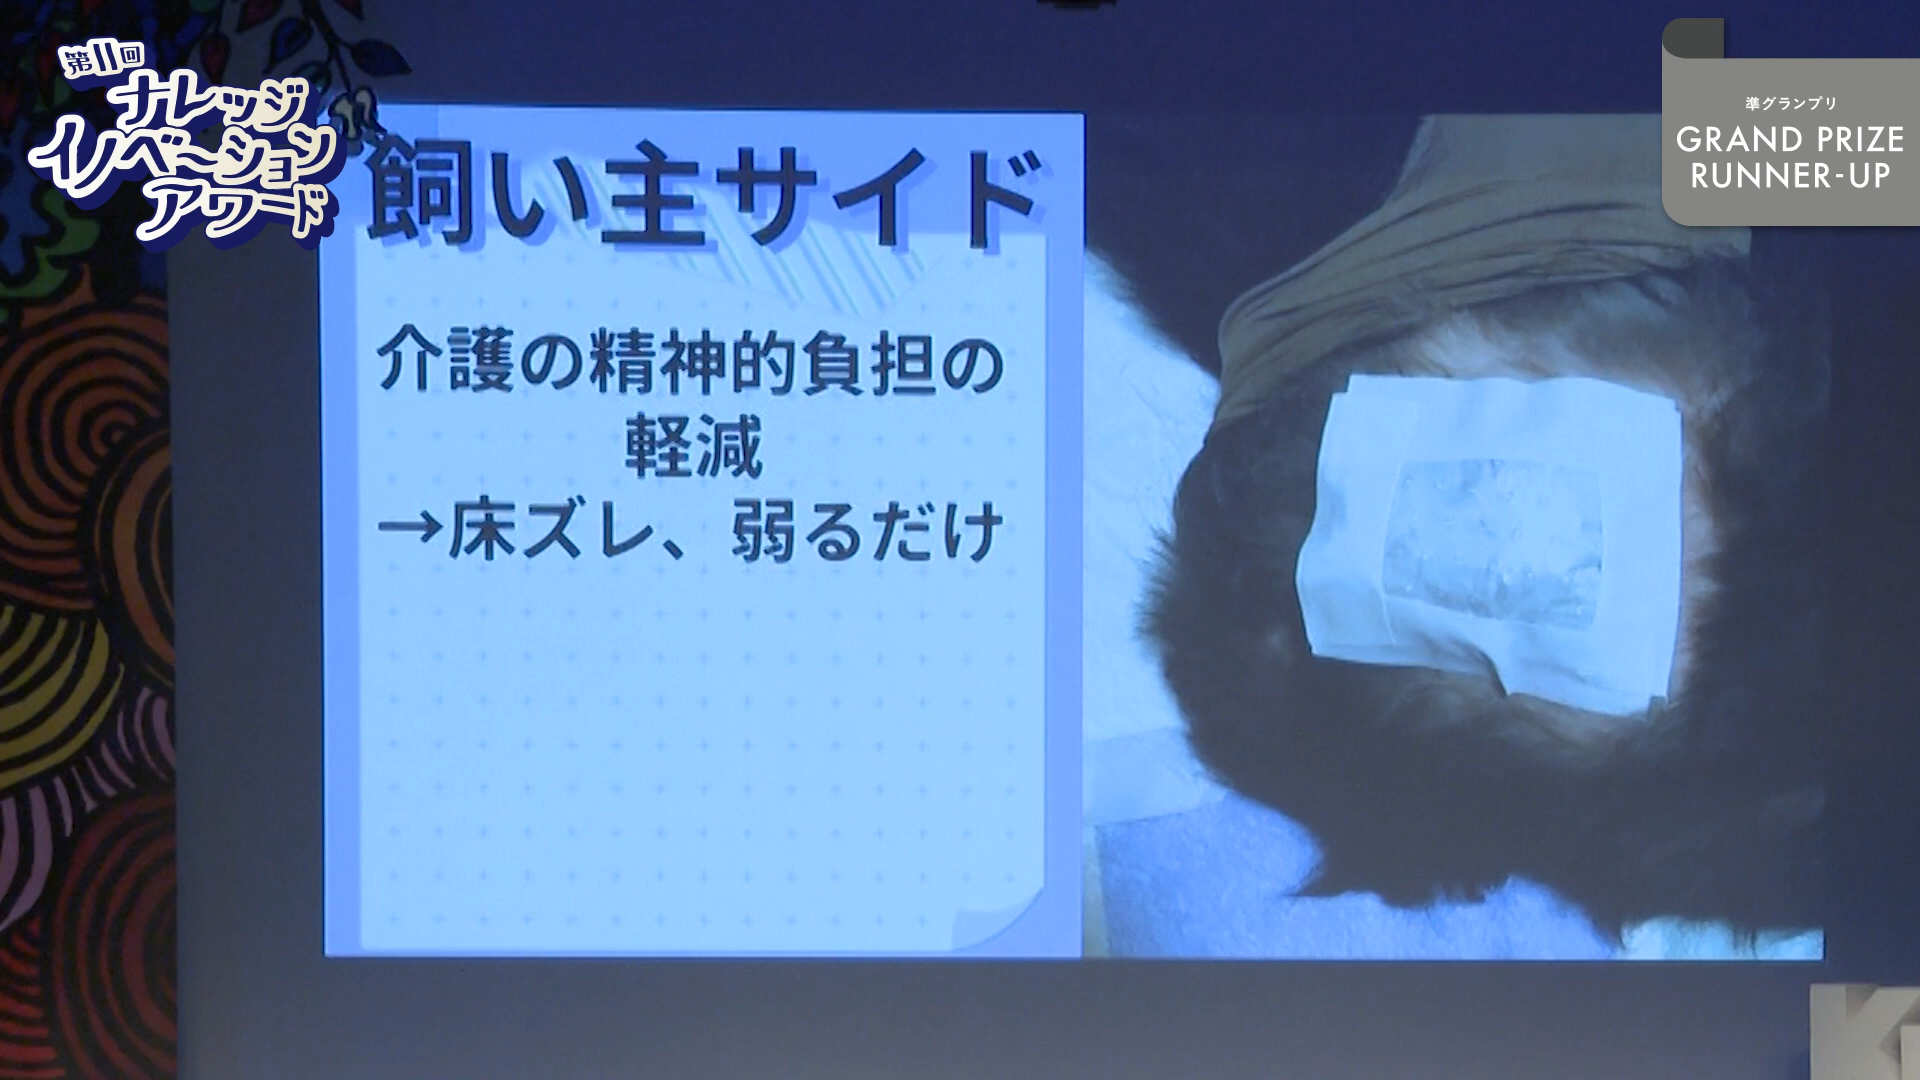 第11回
ナレッジ
イノベーション
アワード
準グランプリ
GRAND PRIZE
RUNNER-UP
飼い主サイド
介護の精神的負担の
軽減
→床ズレ、弱るだけ